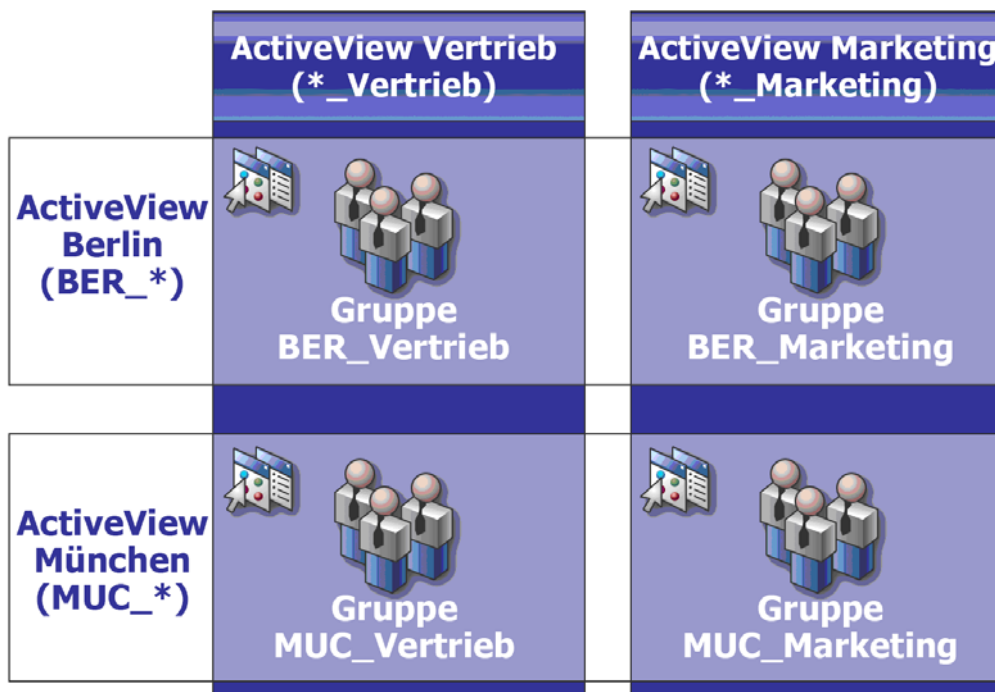 ActiveView Vertrieb
(*_Vertrieb)
ActiveView Marketing
(*_Marketing)
ActiveView
Berlin
(BER_*)
Gruppe
BER_Vertrieb
Gruppe
BER_Marketing
ActiveView
München
(MUC_*)
Gruppe
MUC_Vertrieb
Gruppe
MUC_Marketing